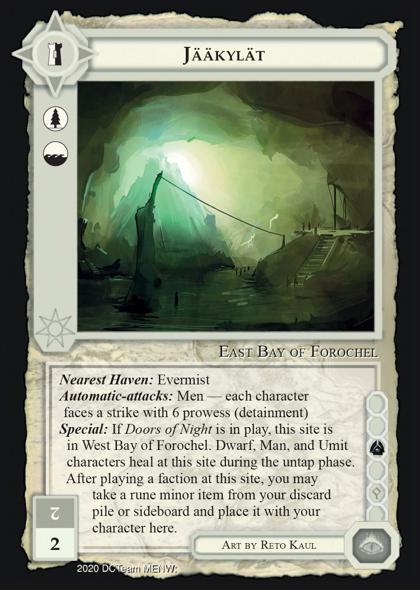 Jääkylät
East Bay of Forochel
Nearest Haven: Evermist
Automatic-attacks: Men — each character
faces a strike with 6 prowess (detainment)
Special: If Doors of Night is in play, this site is
in West Bay of Forochel. Dwarf, Man, and Umit
characters heal at this site during the untap phase.
After playing a faction at this site, you may
take a rune minor item from your discard
pile or sideboard and place it with your
character here.
2
2
Art by Reto Kaul
2020 DCTeam MENW: